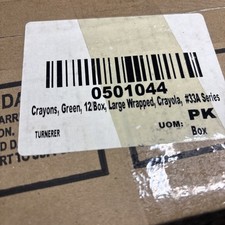 0501044
Crayons, Green, 12/Box, Large Wrapped, Crayola, #33A Series
TURNERER
UOM: PK
Box